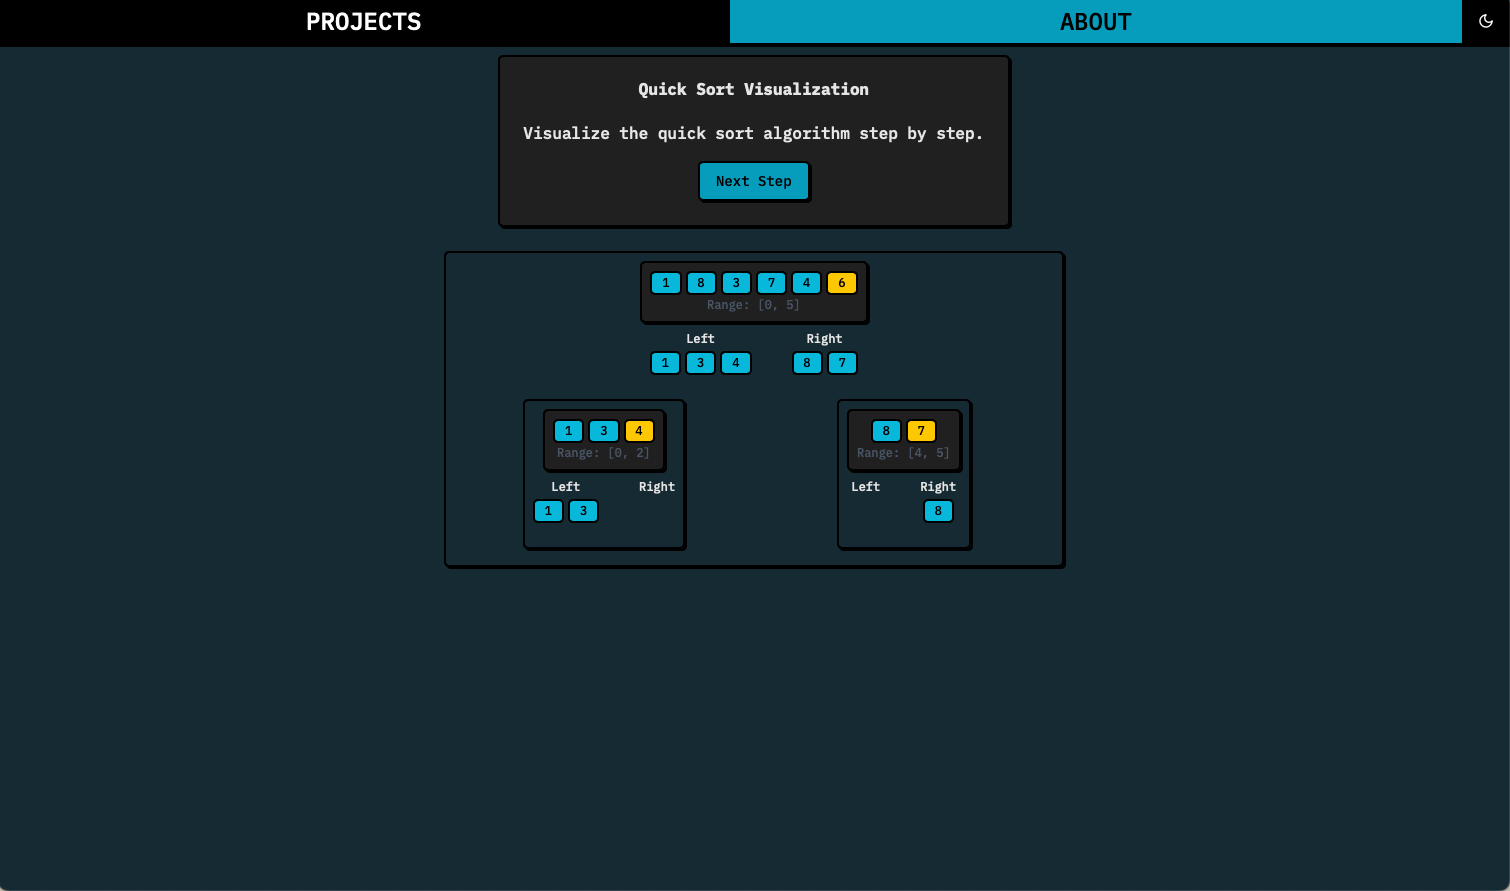 PROJECTS ABOUT
Quick Sort Visualization
Visualize the quick sort algorithm step by step.
Next Step
1 8 3 7 4 6
Range: [0, 5]
Left Right
1 3 4 8 7
1 3 4
Range: [0, 2]
Left Right
1 3
8 7
Range: [4, 5]
Left Right
8